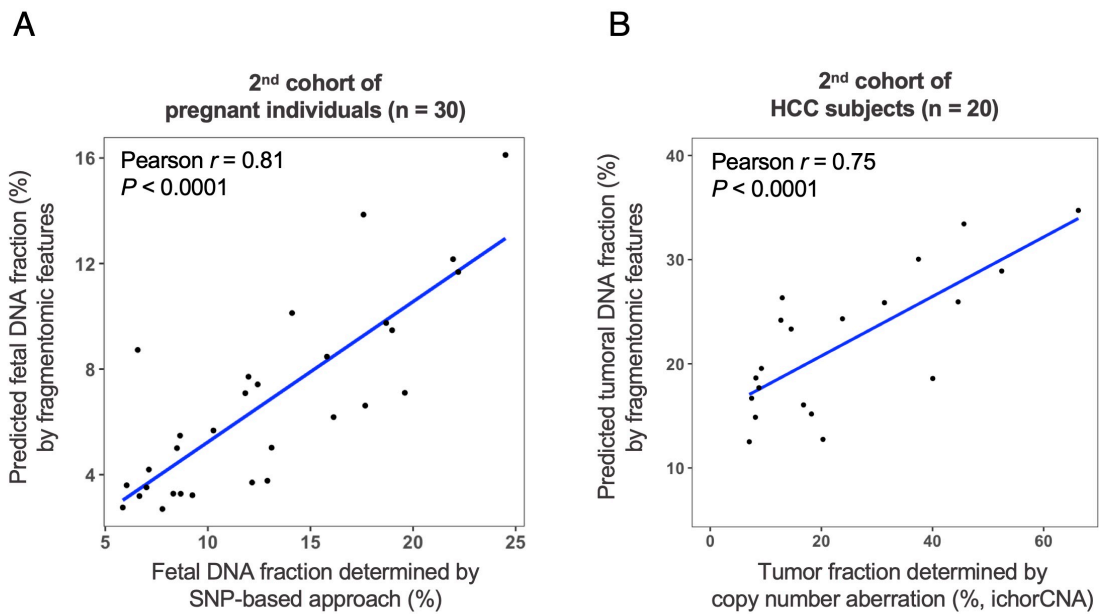 A
2nd cohort of
pregnant individuals (n = 30)
Pearson r = 0.81
P < 0.0001
Predicted fetal DNA fraction (%)
by fragmentomic features
16
12
8
4
5
10
15
20
25
Fetal DNA fraction determined by
SNP-based approach (%)
B
2nd cohort of
HCC subjects (n = 20)
Pearson r = 0.75
P < 0.0001
Predicted tumoral DNA fraction (%)
by fragmentomic features
40
30
20
10
0
20
40
60
Tumor fraction determined by
copy number aberration (%, ichorCNA)